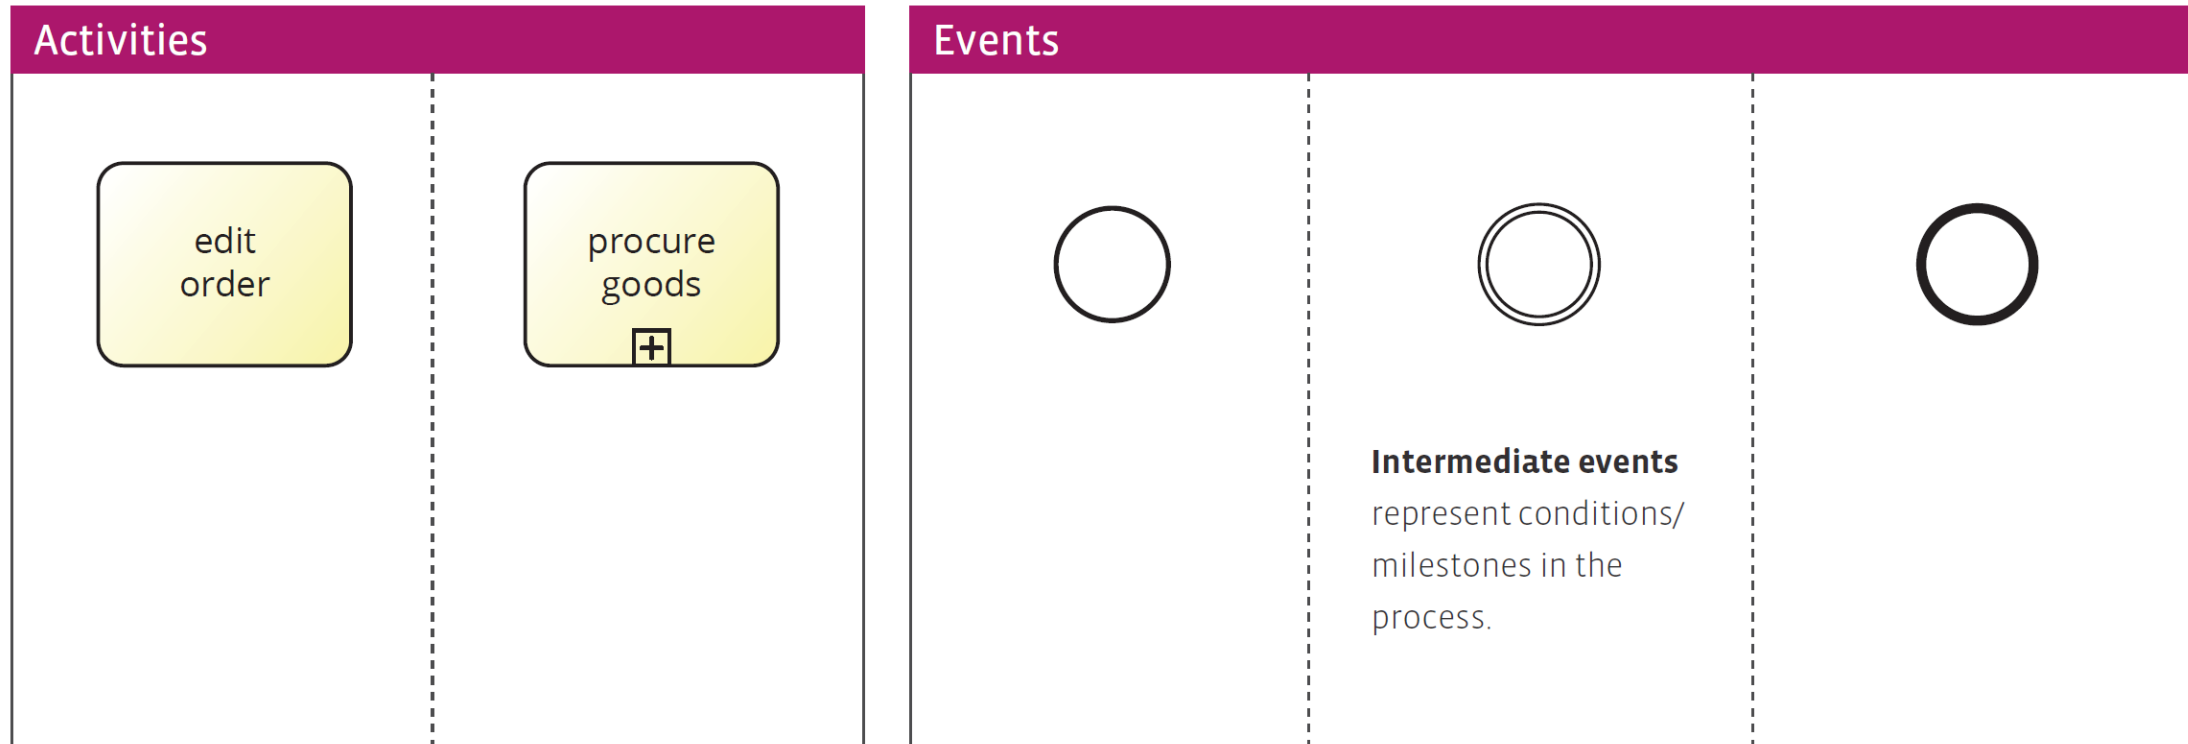 Activities
edit
order
procure
goods
Events
Intermediate events
represent conditions/
milestones in the
process.